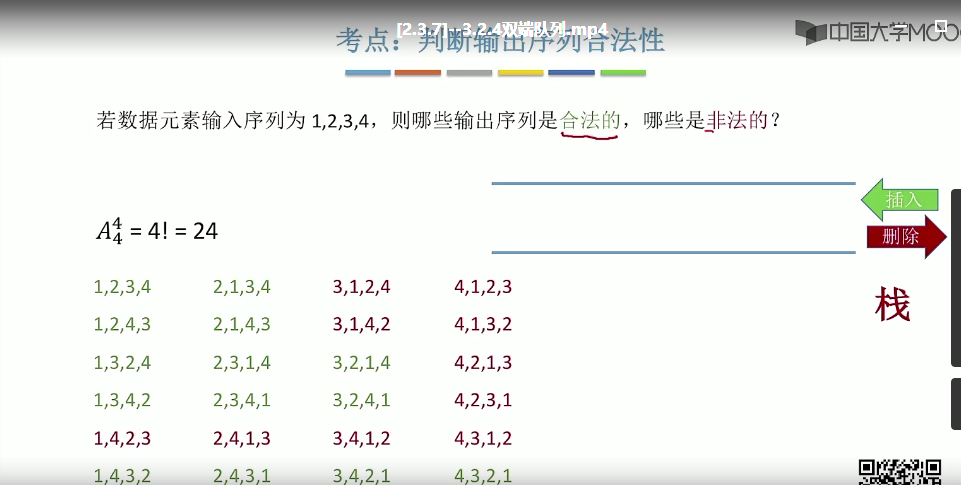 [2.3.7]--3.2.4双端队列.mp4
中国大学MOO
考点：判断输出序列合法性
若数据元素输入序列为 1,2,3,4，则哪些输出序列是合法的，哪些是非法的？
插入
删除
栈
A₄⁴ = 4! = 24
1,2,3,4 2,1,3,4 3,1,2,4 4,1,2,3
1,2,4,3 2,1,4,3 3,1,4,2 4,1,3,2
1,3,2,4 2,3,1,4 3,2,1,4 4,2,1,3
1,3,4,2 2,3,4,1 3,2,4,1 4,2,3,1
1,4,2,3 2,4,1,3 3,4,1,2 4,3,1,2
1,4,3,2 2,4,3,1 3,4,2,1 4,3,2,1